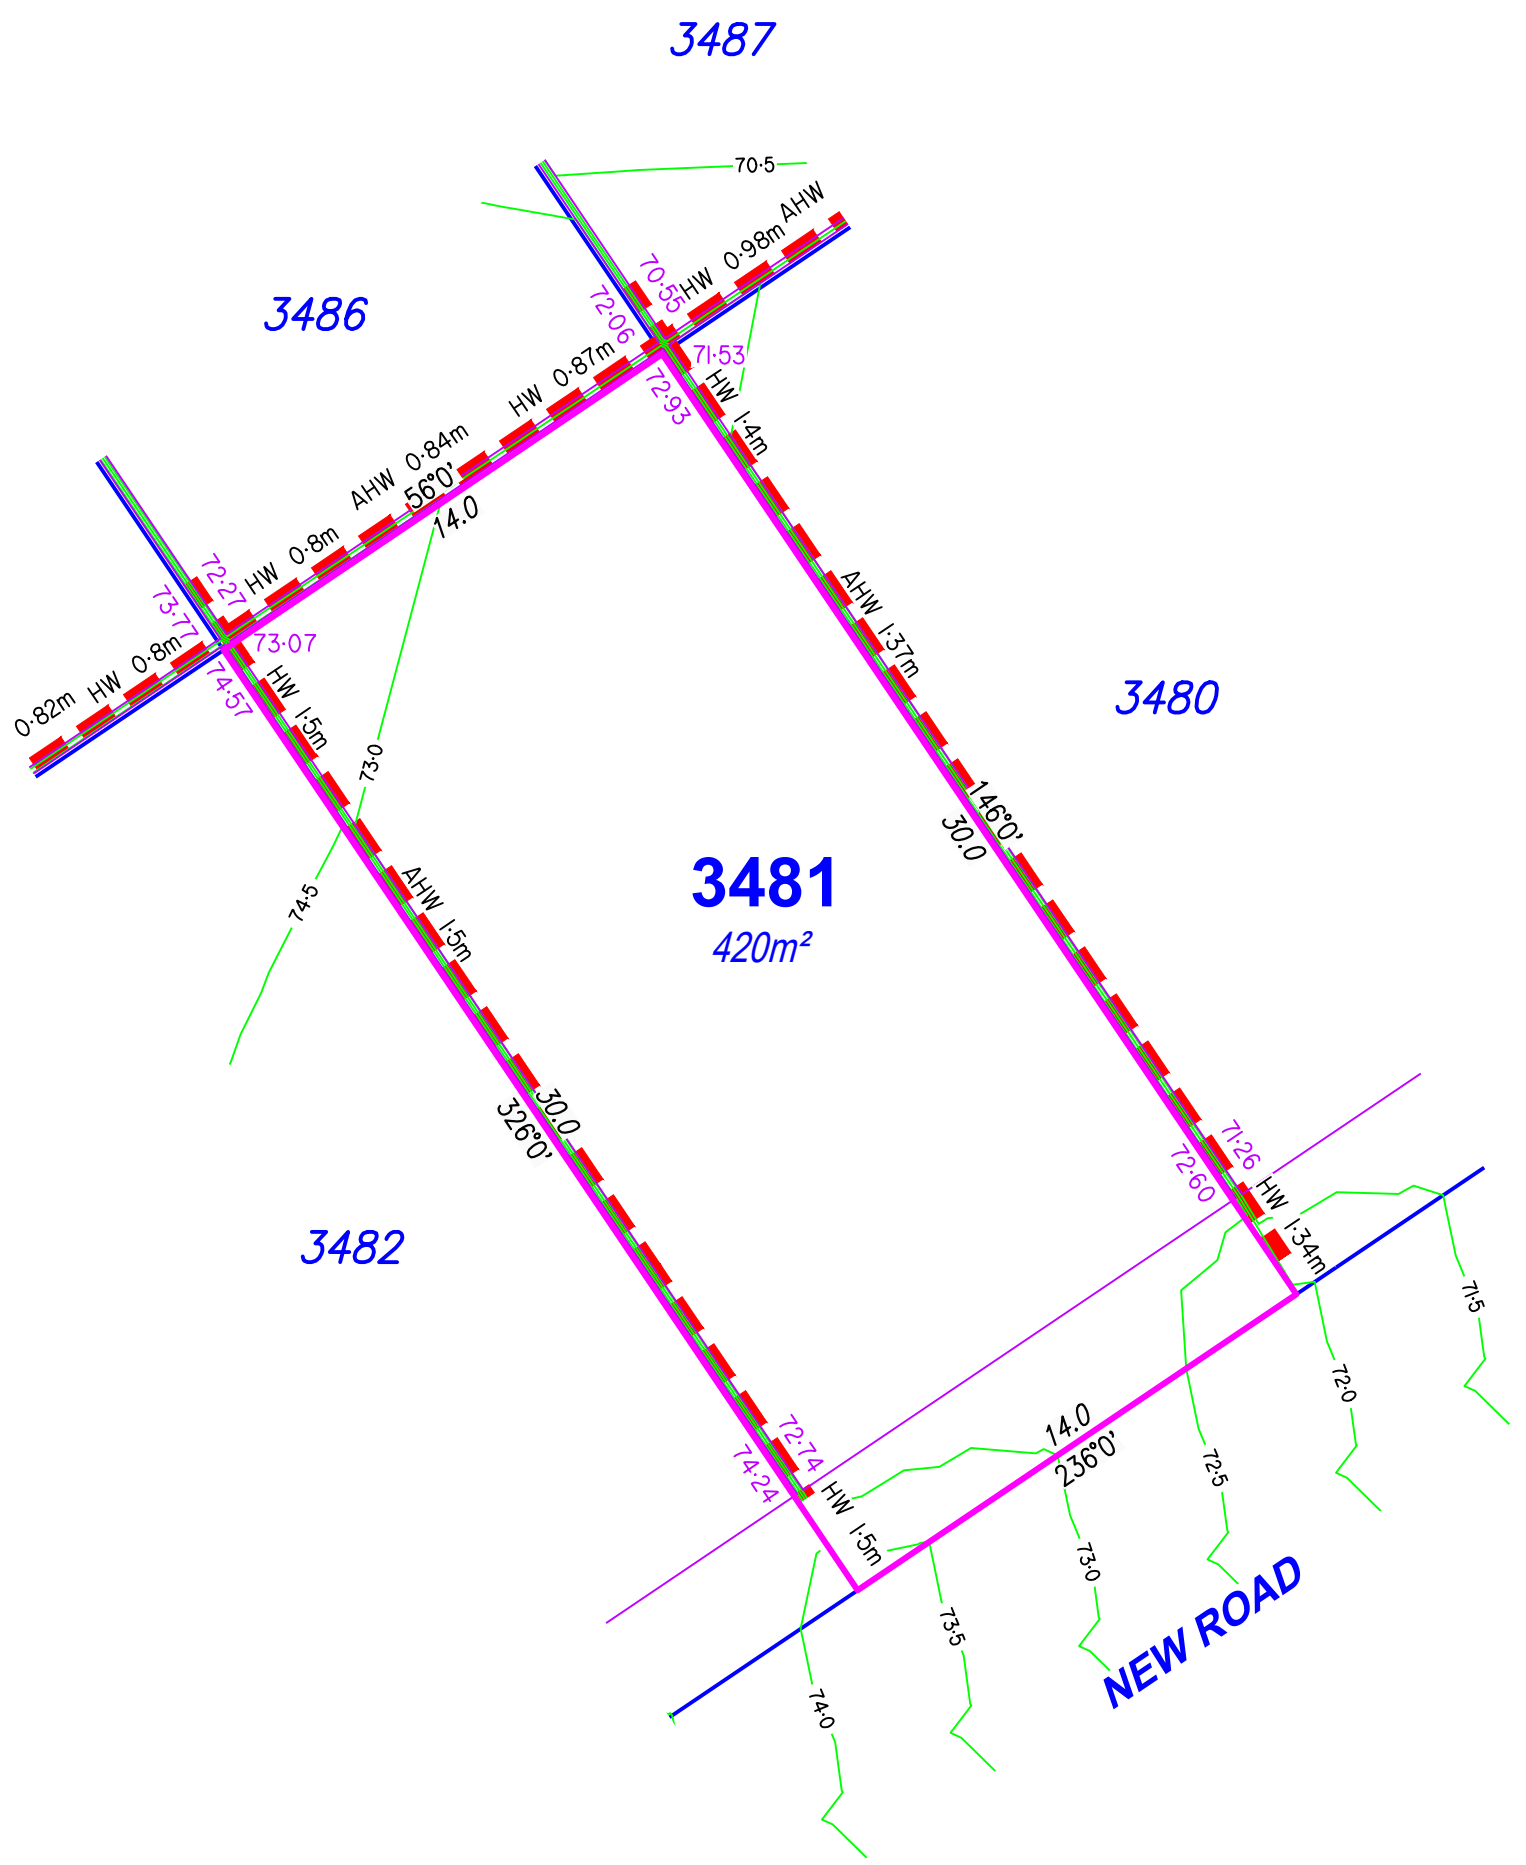 3487
70·5
AHW
0·98m
HW
70·55
72·06
3486
71·53
0·87m
HW
72·93
HW 1·4m
0·84m
AHW
56°0'
14.0
0·8m
HW
72·27
73·77
73·07
0·8m
HW
0·82m
74·57
HW 1·5m
AHW 1·37m
3480
73·0
146°0'
30.0
3481
420m²
74·5
AHW 1·5m
30.0
326°0'
71·26
72·60
HW 1·34m
3482
71·5
72·0
14.0
236°0'
72·74
74·24
72·5
HW 1·5m
73·0
73·5
NEW ROAD
74·0